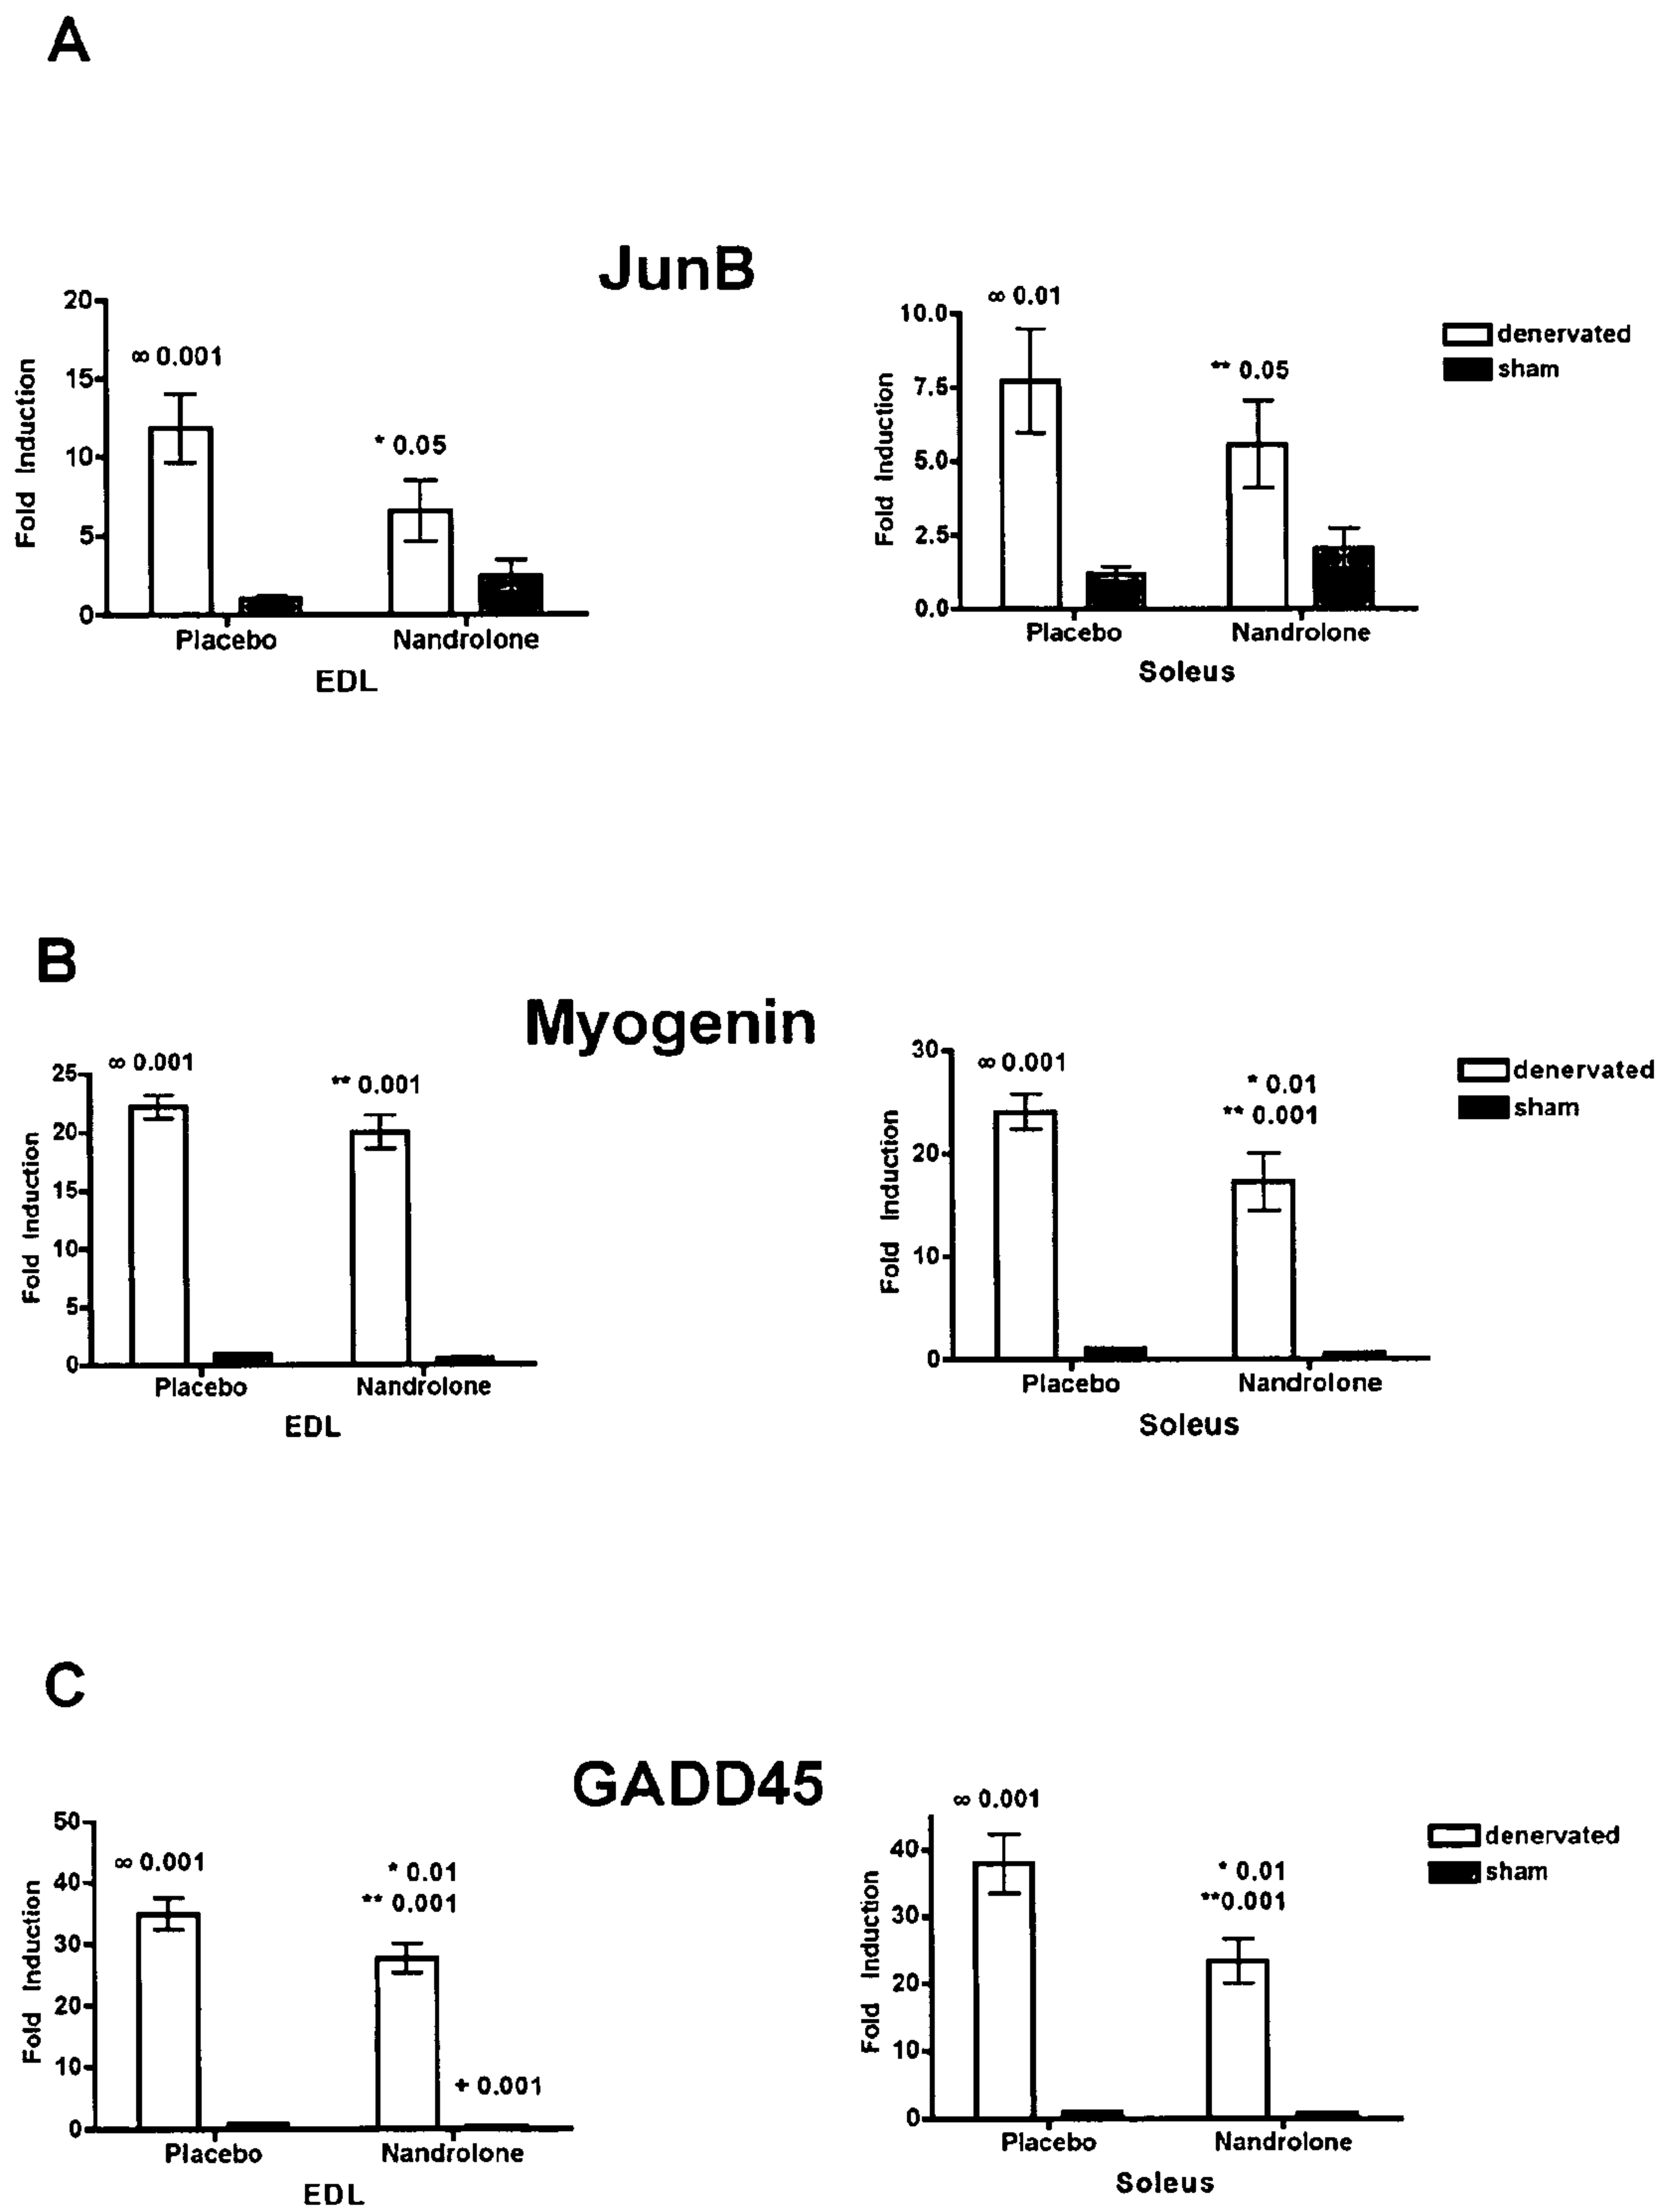 A
JunB
20
15
10
5
0
Fold Induction
∞ 0.001
* 0.05
Placebo
Nandrolone
EDL
10.0
7.5
5.0
2.5
0.0
Fold Induction
∞ 0.01
** 0.05
Placebo
Nandrolone
Soleus
denervated
sham
B
Myogenin
25
20
15
10
5
0
Fold Induction
∞ 0.001
** 0.001
Placebo
Nandrolone
EDL
30
20
10
0
Fold Induction
∞ 0.001
* 0.01
** 0.001
Placebo
Nandrolone
Soleus
denervated
sham
C
GADD45
50
40
30
20
10
0
Fold Induction
∞ 0.001
* 0.01
** 0.001
+ 0.001
Placebo
Nandrolone
EDL
40
30
20
10
0
Fold Induction
∞ 0.001
* 0.01
**0.001
Placebo
Nandrolone
Soleus
denervated
sham